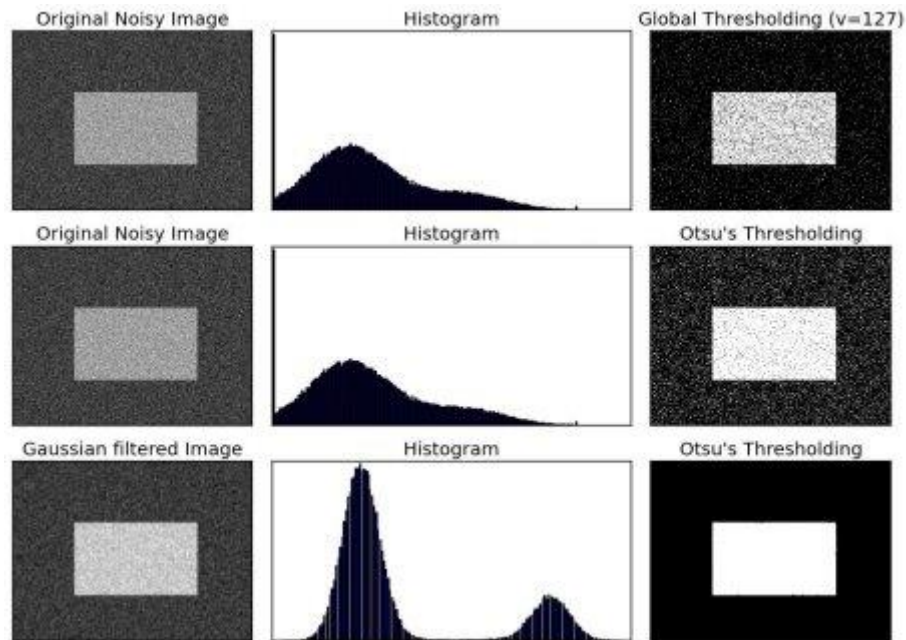 Original Noisy Image
Histogram
Global Thresholding (v=127)
Original Noisy Image
Histogram
Otsu's Thresholding
Gaussian filtered Image
Histogram
Otsu's Thresholding